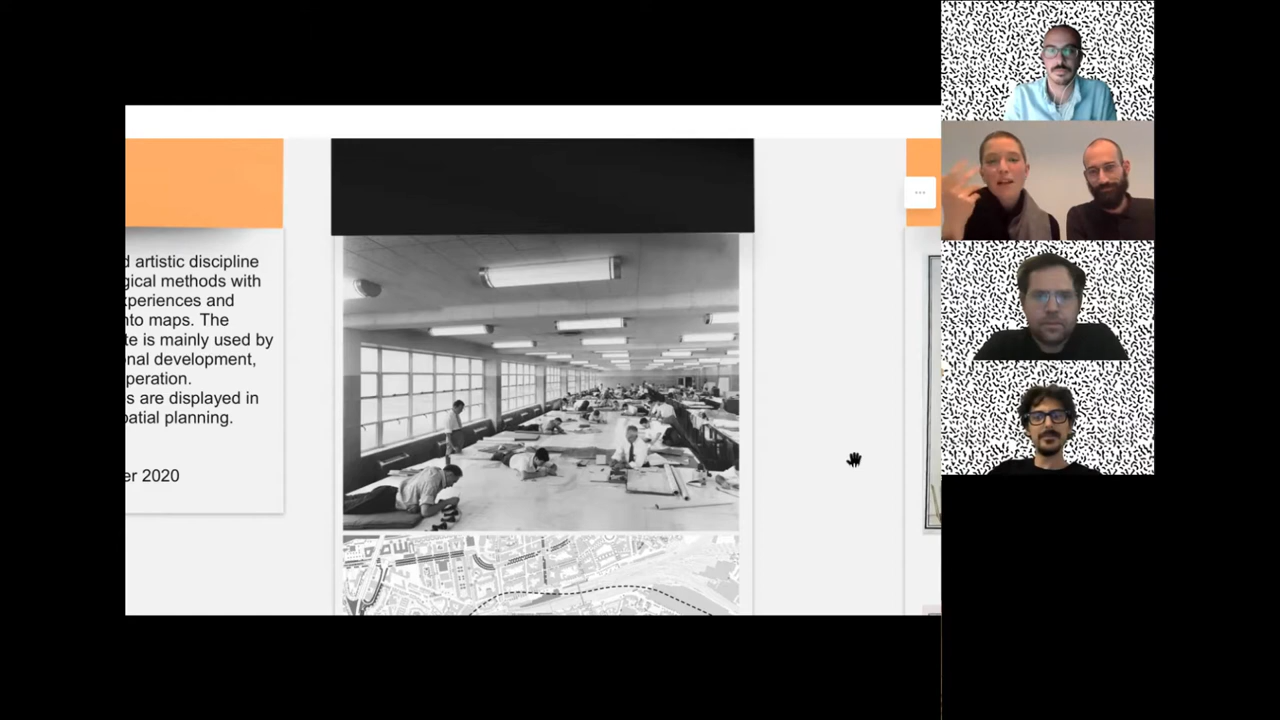 d artistic discipline
gical methods with
xperiences and
nto maps. The
te is mainly used by
nal development,
peration.
s are displayed in
patial planning.
er 2020